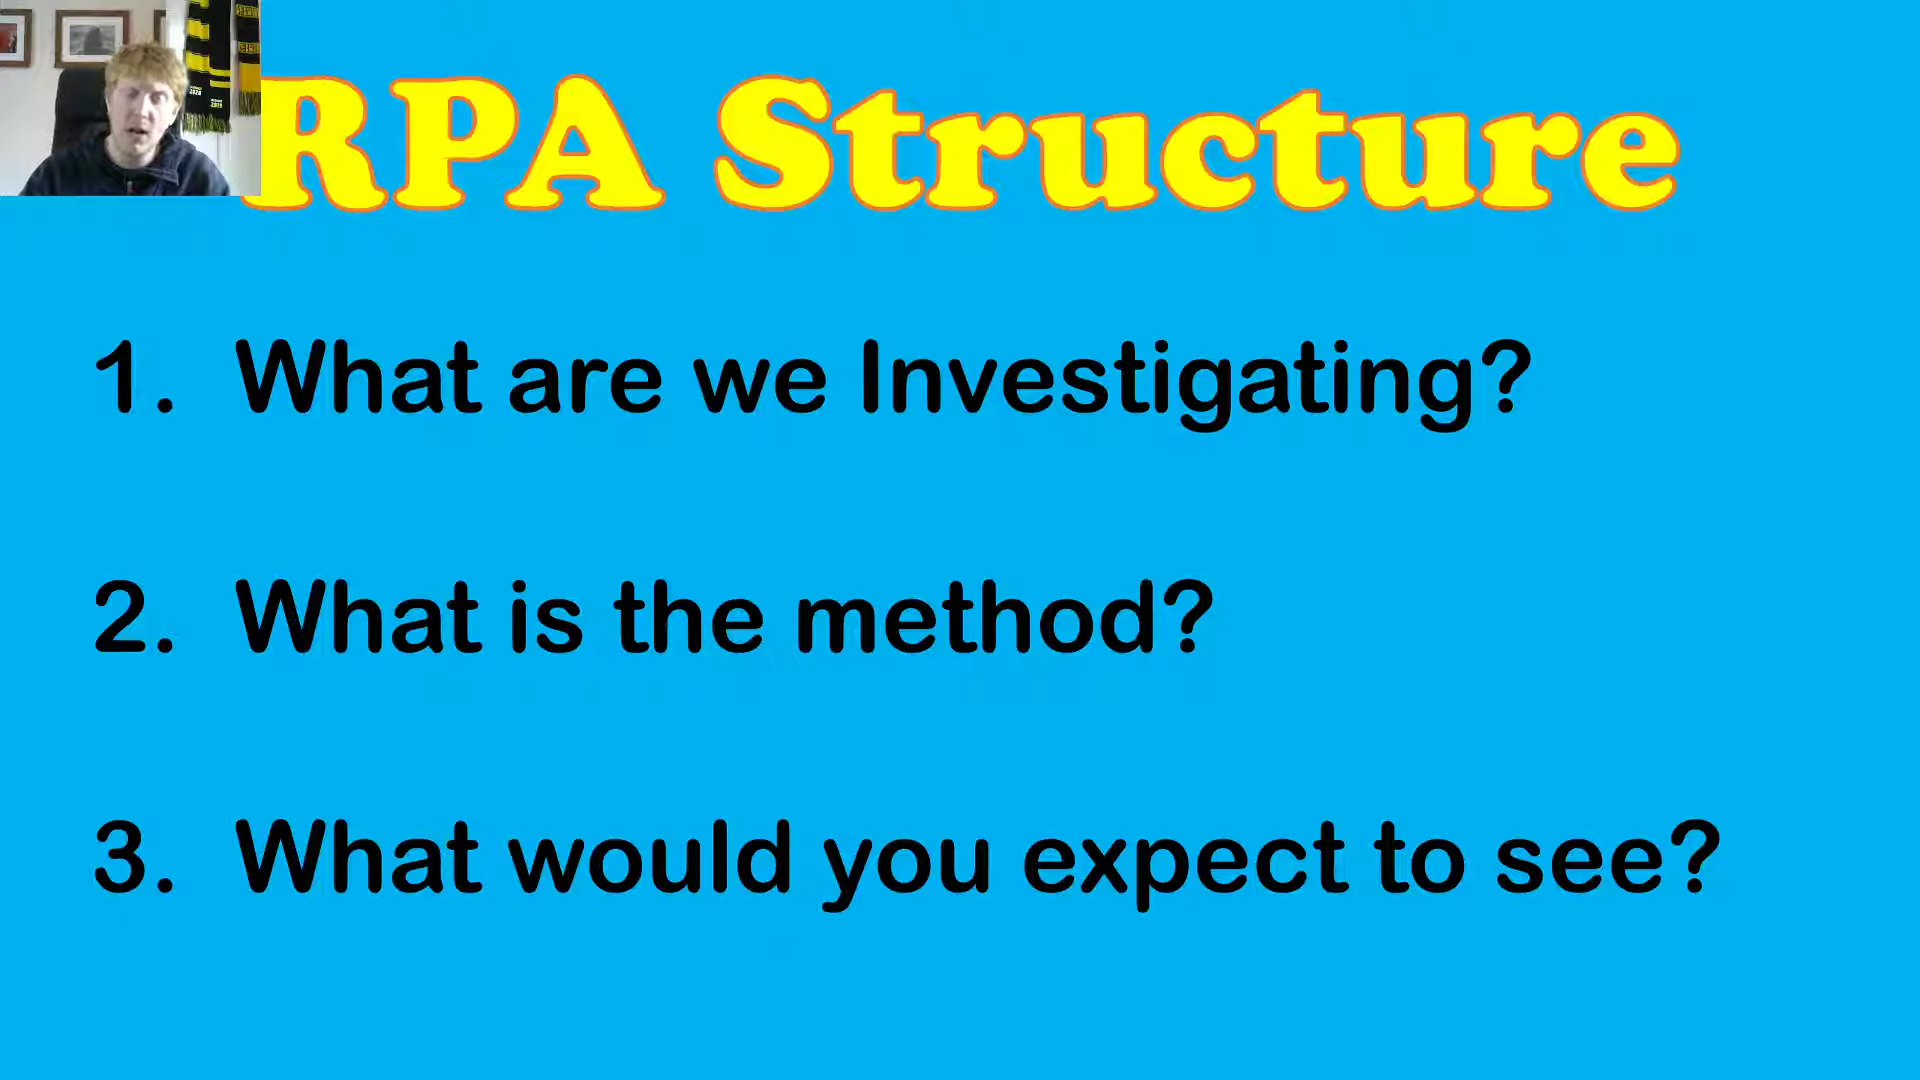 RPA Structure
1. What are we Investigating?
2. What is the method?
3. What would you expect to see?